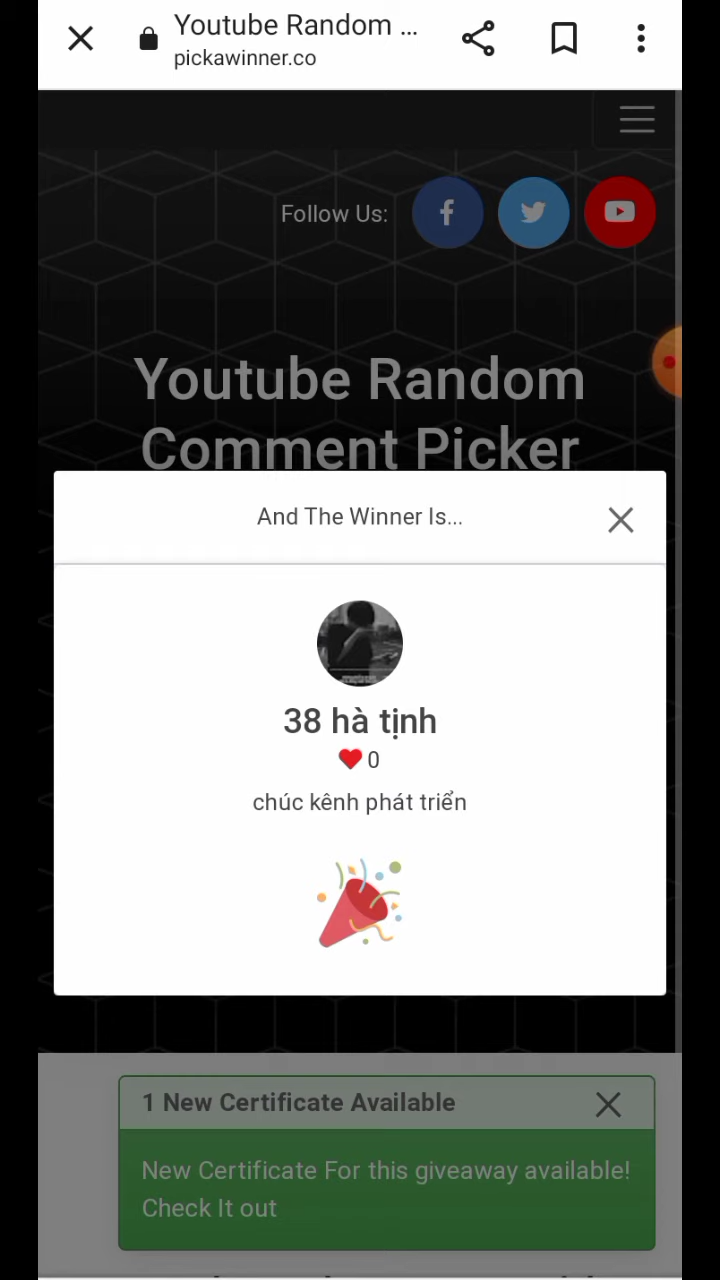 Youtube Random ...
pickawinner.co
Follow Us:
Youtube Random
Comment Picker
And The Winner Is...
38 hà tịnh
0
chúc kênh phát triển
1 New Certificate Available
New Certificate For this giveaway available!
Check It out